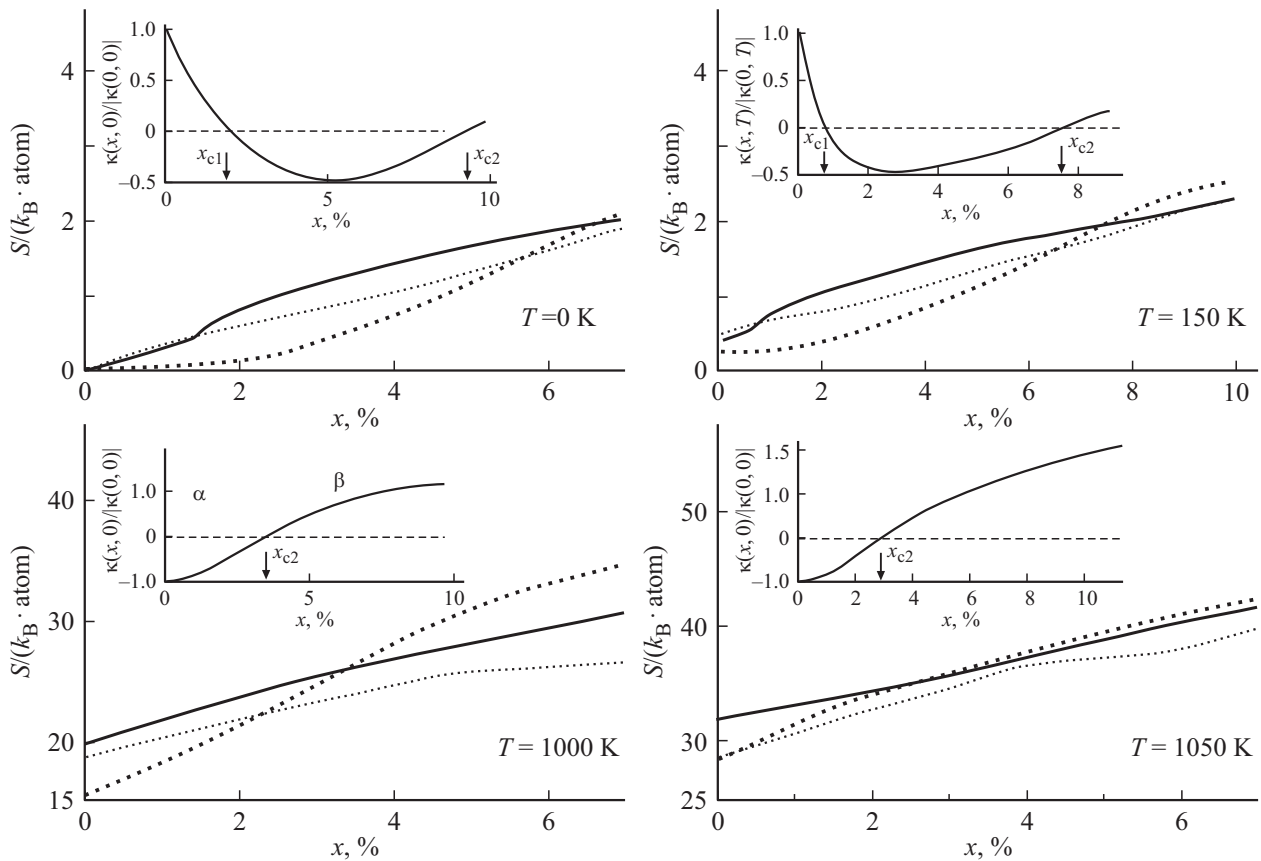 4
2
0
S/(k_B · atom)
0
2
4
6
x, %
T =0 K
1.0
0.5
0
–0.5
κ(x, 0)/|κ(0, 0)|
x_c1
x_c2
0
5
10
x, %
4
2
0
S/(k_B · atom)
0
2
4
6
8
10
x, %
T = 150 K
1.0
0.5
0
–0.5
κ(x, T)/|κ(0, T)|
x_c1
x_c2
0
2
4
6
8
x, %
40
30
20
15
S/(k_B · atom)
0
2
4
6
x, %
T = 1000 K
1.0
0
–1.0
κ(x, 0)/|κ(0, 0)|
α
β
x_c2
0
5
10
x, %
50
40
30
25
S/(k_B · atom)
0
2
4
6
x, %
T = 1050 K
1.5
1.0
0
–1.0
κ(x, 0)/|κ(0, 0)|
x_c2
0
2
4
6
8
10
x, %